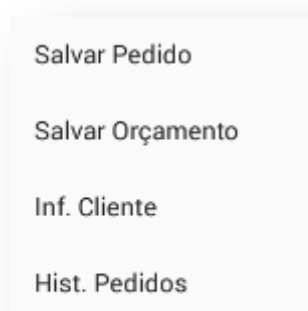 Salvar Pedido
Salvar Orçamento
Inf. Cliente
Hist. Pedidos